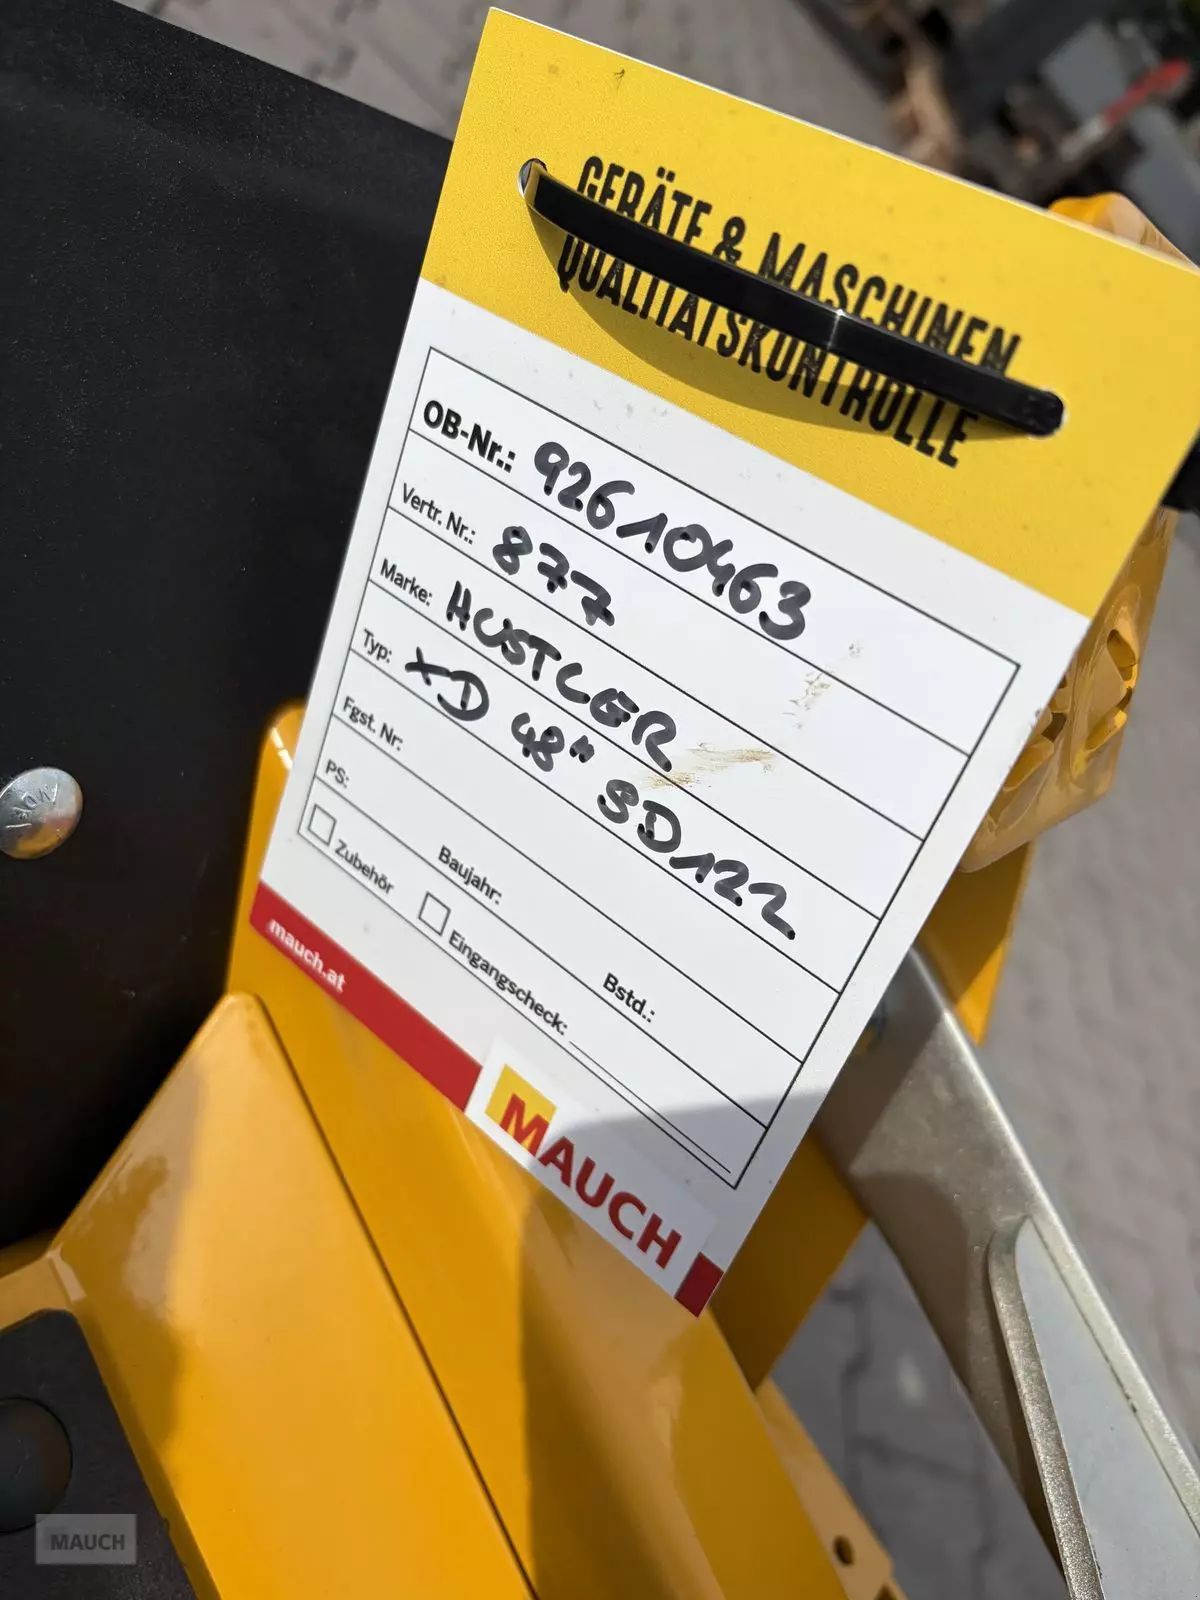 GERÄTE & MASCHINEN
QUALITÄTSKONTROLLE
OB-Nr.: 92610463
Vertr. Nr.: 877
Marke: HUSTLER
Typ: XD 48" SD122
Fgst. Nr:
PS: Baujahr: Bstd.:
Zubehör Eingangscheck:
mauch.at
MAUCH
MAUCH